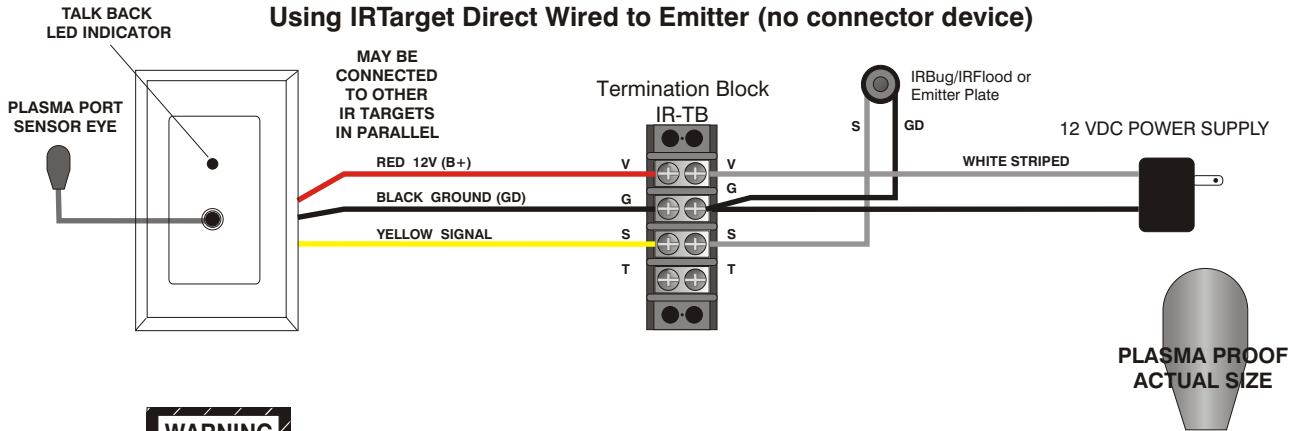 Using IRTarget Direct Wired to Emitter (no connector device)
TALK BACK
LED INDICATOR
PLASMA PORT
SENSOR EYE
MAY BE
CONNECTED
TO OTHER
IR TARGETS
IN PARALLEL
RED 12V (B+)
BLACK GROUND (GD)
YELLOW SIGNAL
Termination Block
IR-TB
V
G
S
T
V
G
S
T
S
GD
IRBug/IRFlood or
Emitter Plate
WHITE STRIPED
12 VDC POWER SUPPLY
PLASMA PROOF
ACTUAL SIZE
WARNING